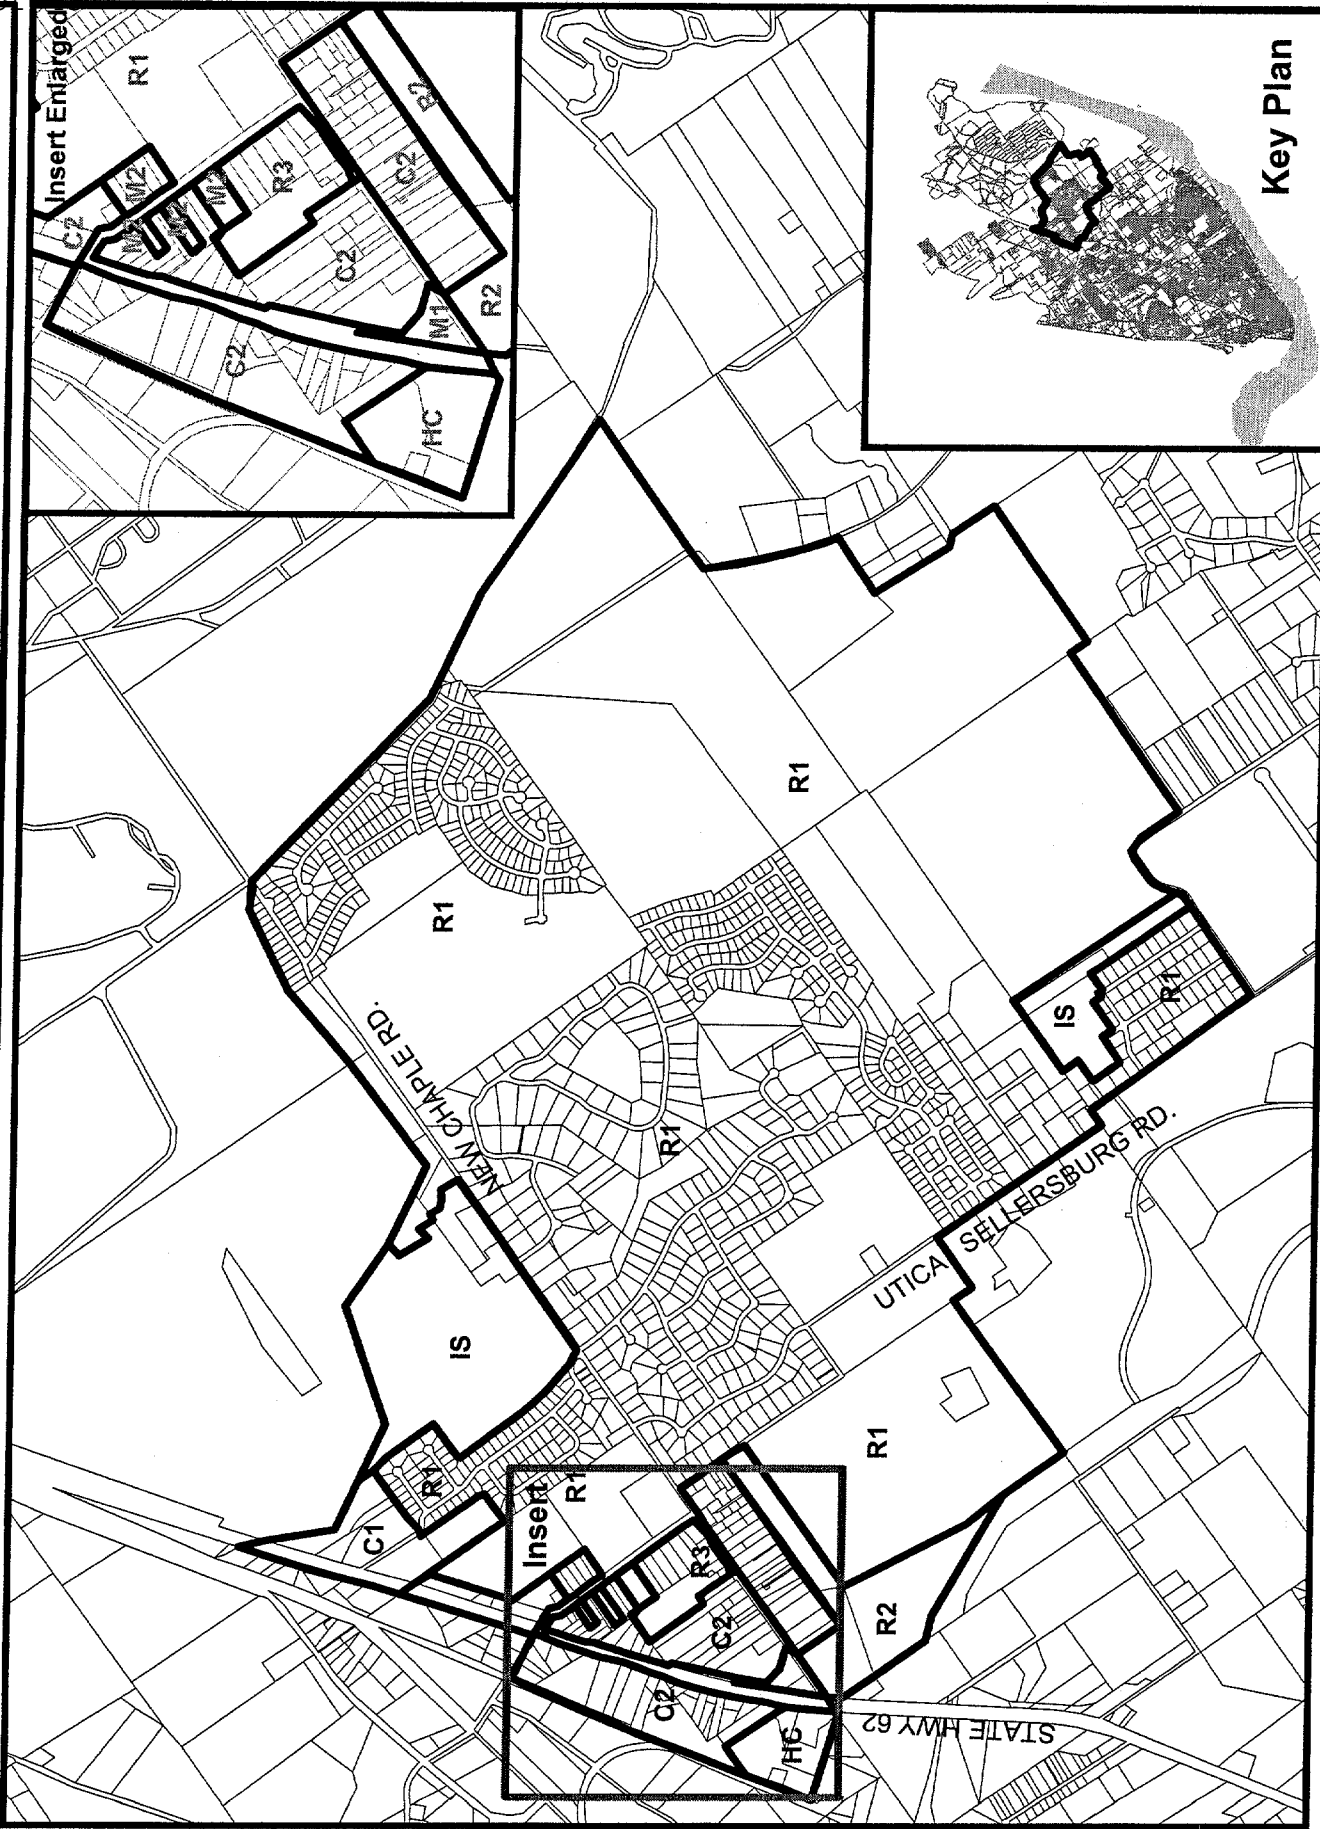 Insert Enlarged
R1
C2
M2
M2
M2
M2
R3
C2
R2
C2
C2
M1
R2
HC
Key Plan
R1
R1
NEW CHAPLE RD.
R1
IS
R1
UTICA SELLERSBURG RD.
IS
R1
C1
R1
Insert
R1
R3
C2
C2
R2
HC
STATE HWY 62